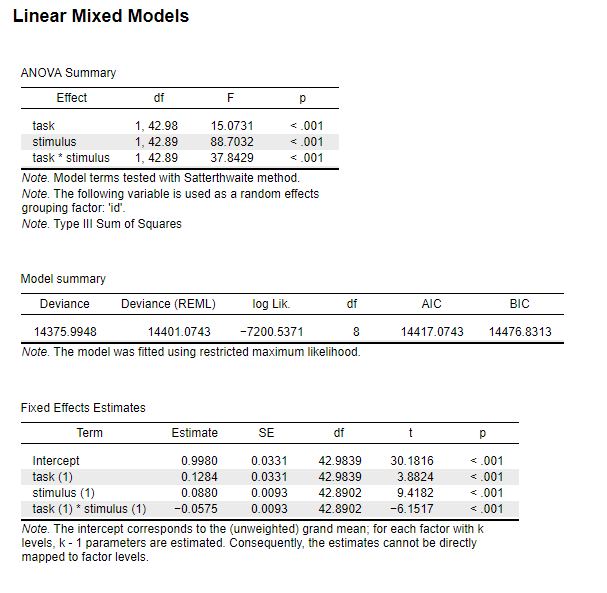 Linear Mixed Models
ANOVA Summary
Effect df F p
task 1, 42.98 15.0731 < .001
stimulus 1, 42.89 88.7032 < .001
task * stimulus 1, 42.89 37.8429 < .001
Note. Model terms tested with Satterthwaite method.
Note. The following variable is used as a random effects
grouping factor: 'id'.
Note. Type III Sum of Squares
Model summary
Deviance Deviance (REML) log Lik. df AIC BIC
14375.9948 14401.0743 −7200.5371 8 14417.0743 14476.8313
Note. The model was fitted using restricted maximum likelihood.
Fixed Effects Estimates
Term Estimate SE df t p
Intercept 0.9980 0.0331 42.9839 30.1816 < .001
task (1) 0.1284 0.0331 42.9839 3.8824 < .001
stimulus (1) 0.0880 0.0093 42.8902 9.4182 < .001
task (1) * stimulus (1) −0.0575 0.0093 42.8902 −6.1517 < .001
Note. The intercept corresponds to the (unweighted) grand mean; for each factor with k
levels, k - 1 parameters are estimated. Consequently, the estimates cannot be directly
mapped to factor levels.